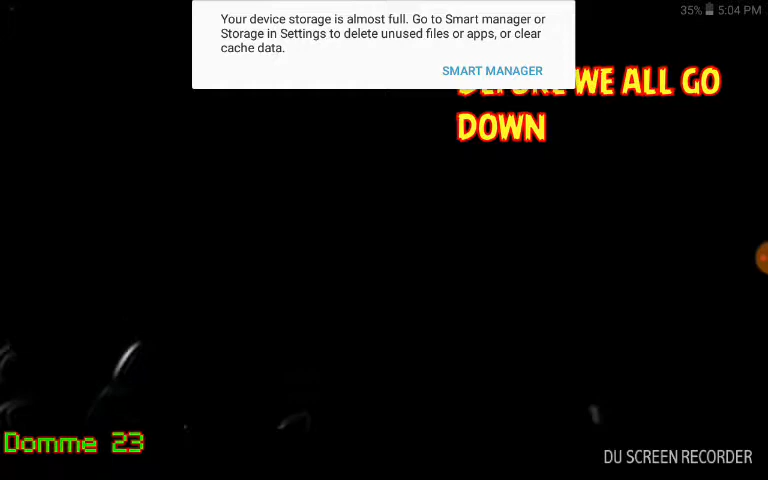 35% 5:04 PM
Your device storage is almost full. Go to Smart manager or
Storage in Settings to delete unused files or apps, or clear
cache data.
SMART MANAGER
BEFORE WE ALL GO
DOWN
Domme 23
DU SCREEN RECORDER